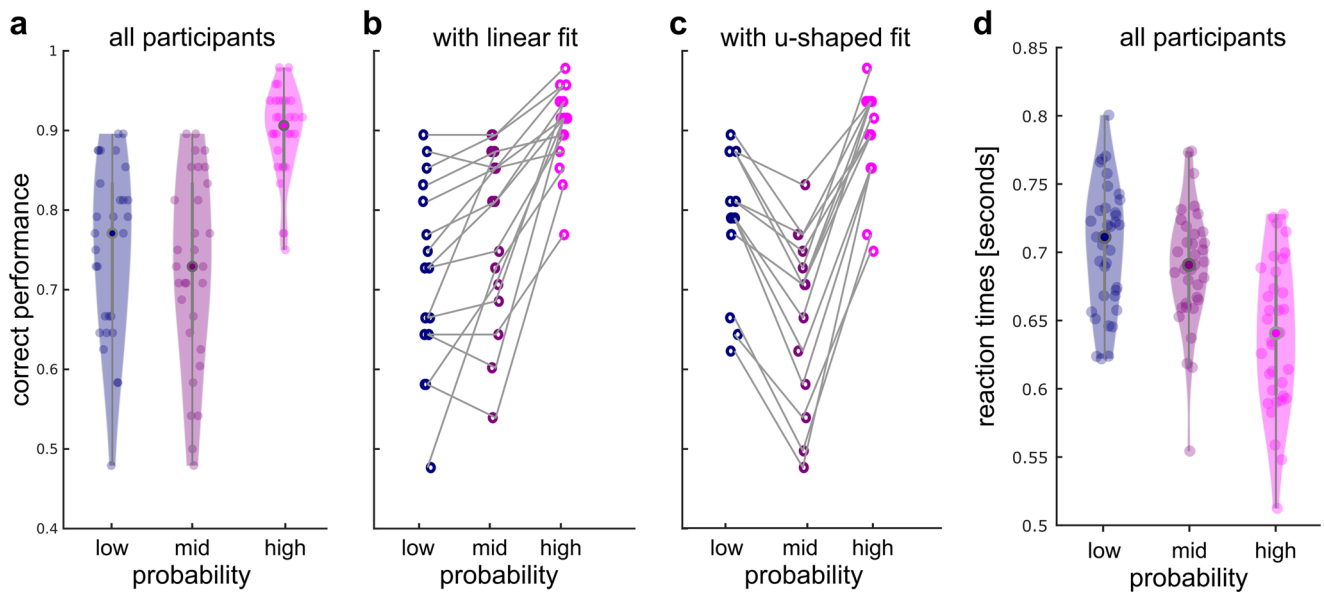 a
all participants
correct performance
1
0.9
0.8
0.7
0.6
0.5
0.4
low mid high
probability
b
with linear fit
low mid high
probability
c
with u-shaped fit
low mid high
probability
d
all participants
reaction times [seconds]
0.85
0.8
0.75
0.7
0.65
0.6
0.55
0.5
low mid high
probability